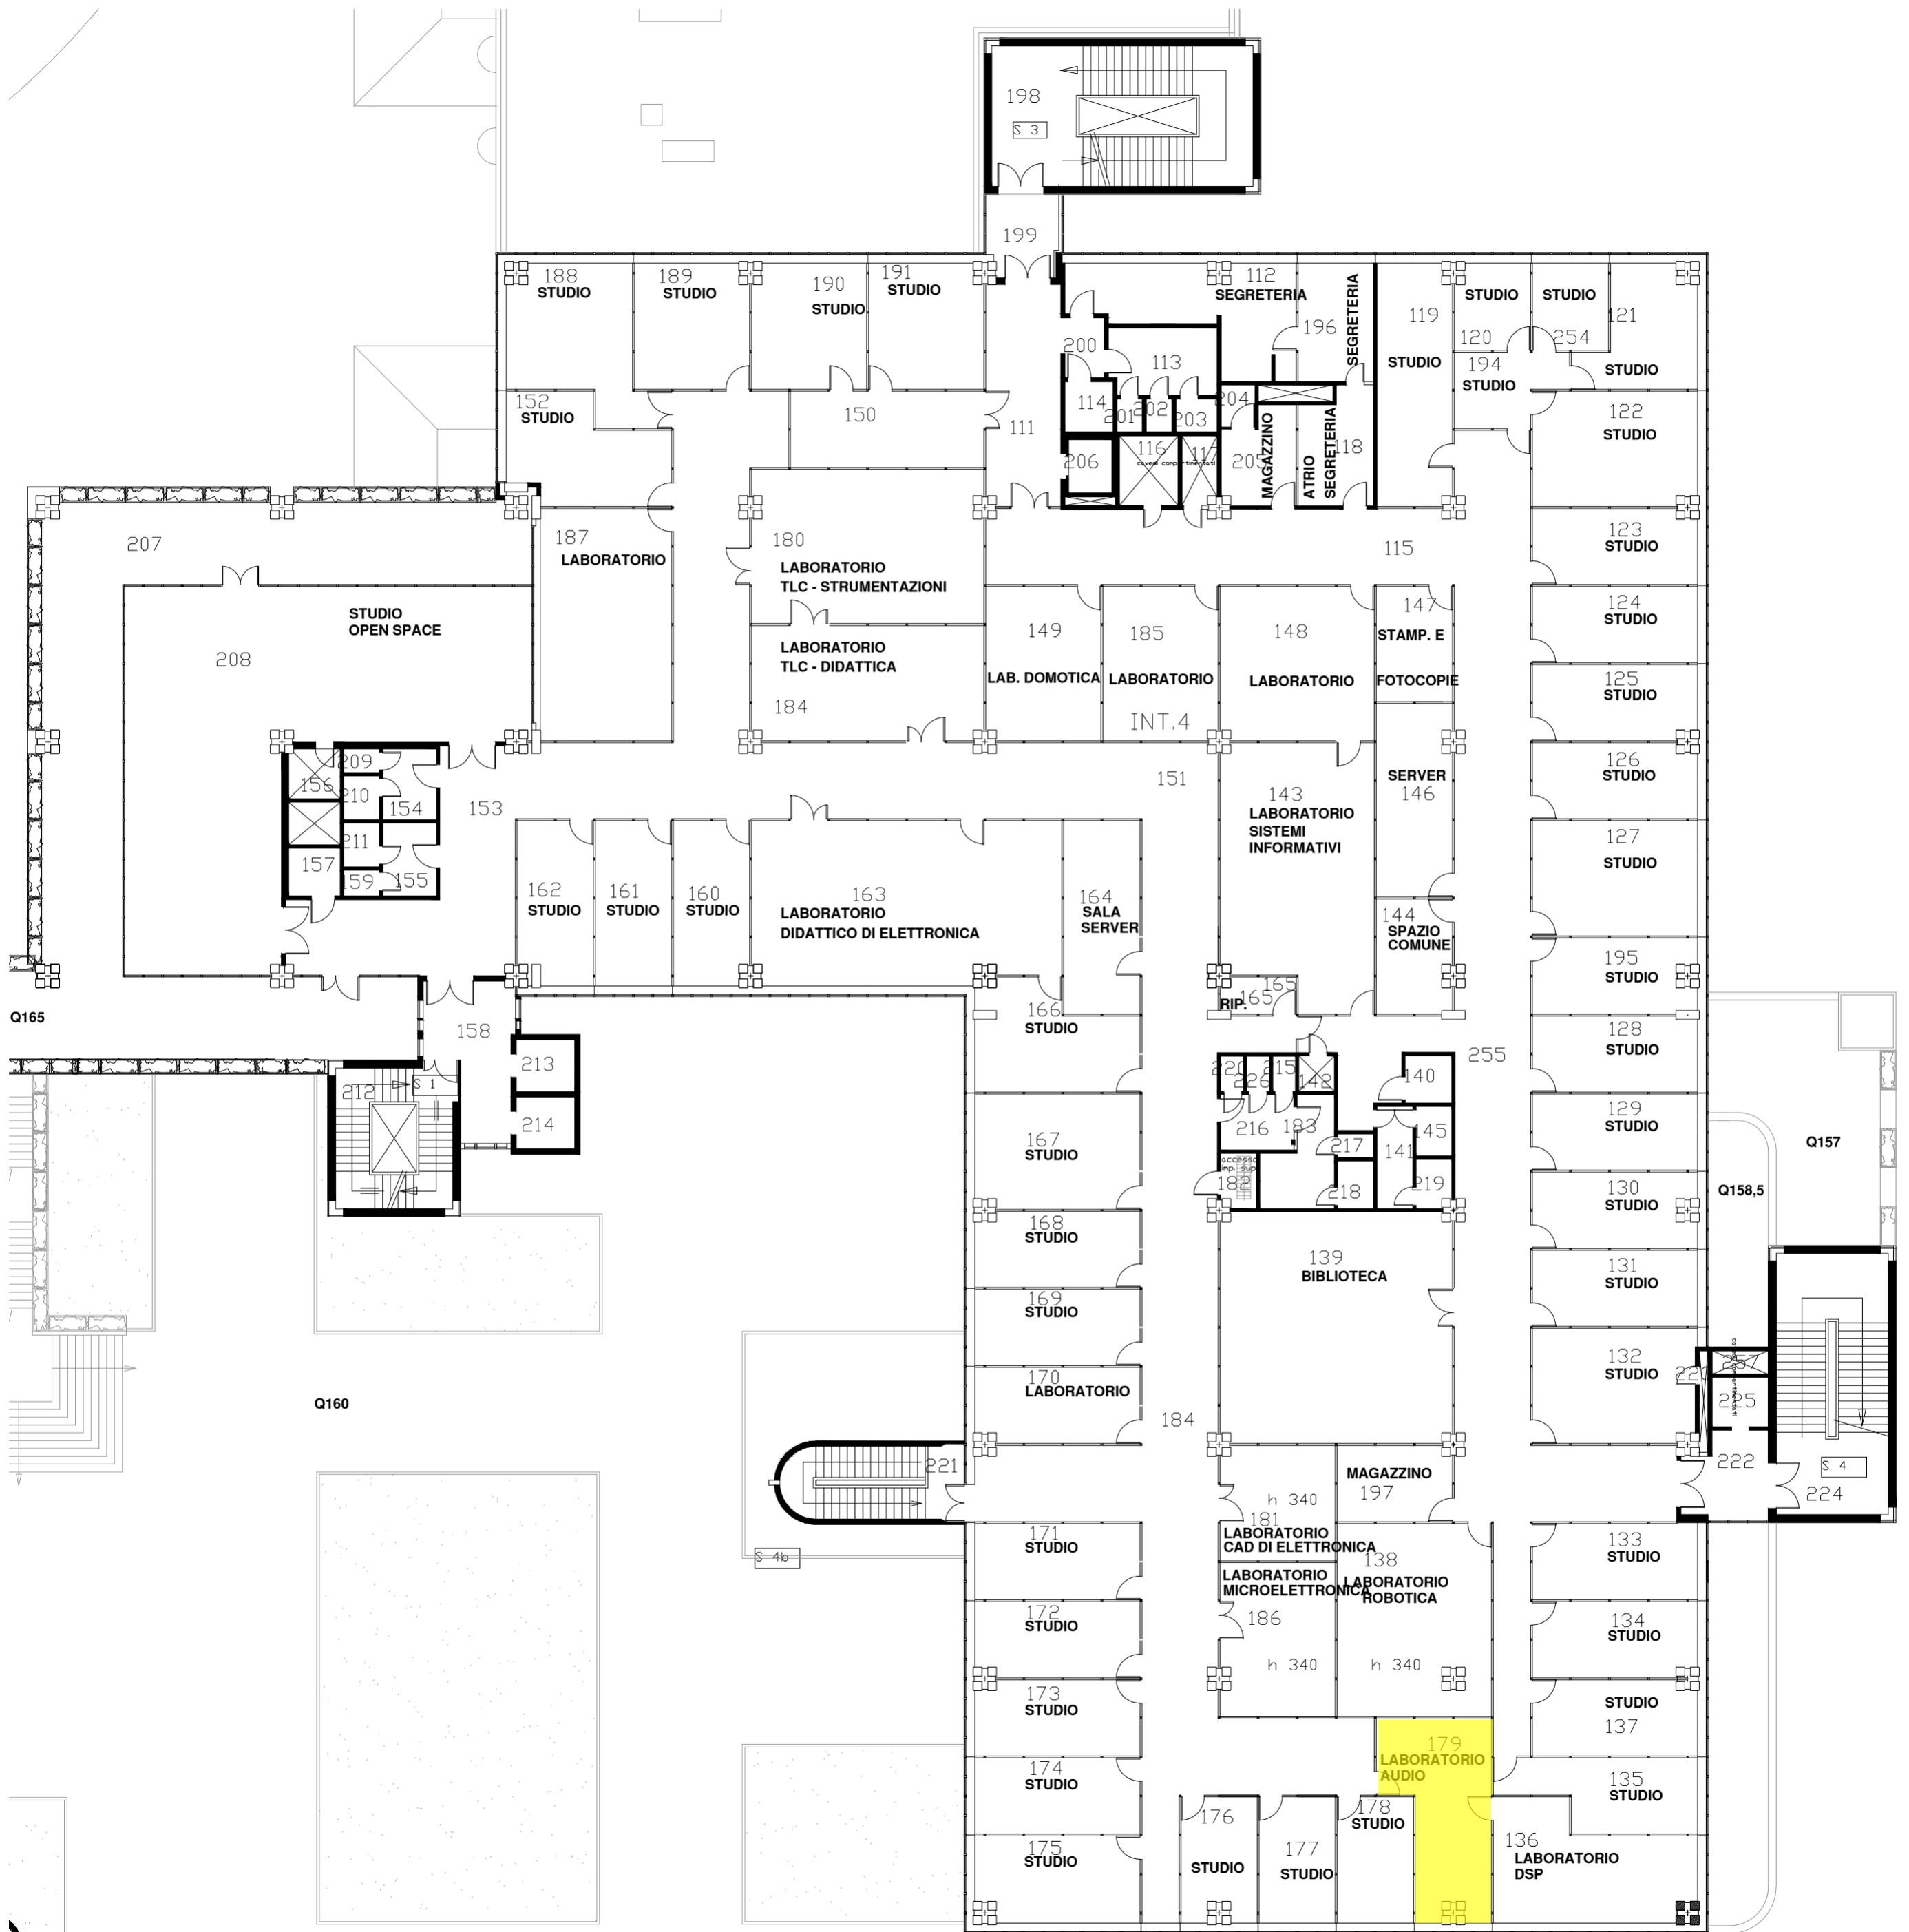 198
S 3
199
188
STUDIO
189
STUDIO
190
STUDIO
191
STUDIO
112
SEGRETERIA
196
SEGRETERIA
119
STUDIO
STUDIO
120
STUDIO
254
121
STUDIO
194
STUDIO
200
113
114
201
202
203
204
152
STUDIO
150
111
206
116
117
205
MAGAZZINO
ATRIO
SEGRETERIA
118
122
STUDIO
207
187
LABORATORIO
180
LABORATORIO
TLC - STRUMENTAZIONI
115
123
STUDIO
STUDIO
OPEN SPACE
208
LABORATORIO
TLC - DIDATTICA
184
149
LAB. DOMOTICA
185
LABORATORIO
INT.4
148
LABORATORIO
147
STAMP. E
FOTOCOPIE
124
STUDIO
125
STUDIO
209
156
210
154
153
211
157
159
155
151
143
LABORATORIO
SISTEMI
INFORMATIVI
SERVER
146
126
STUDIO
127
STUDIO
162
STUDIO
161
STUDIO
160
STUDIO
163
LABORATORIO
DIDATTICO DI ELETTRONICA
164
SALA
SERVER
144
SPAZIO
COMUNE
195
STUDIO
Q165
158
213
214
212
S 1
166
STUDIO
165
165
RIP.
255
128
STUDIO
220
226
215
142
140
216
183
217
141
145
182
218
219
167
STUDIO
129
STUDIO
Q157
130
STUDIO
Q158,5
168
STUDIO
139
BIBLIOTECA
131
STUDIO
169
STUDIO
170
LABORATORIO
132
STUDIO
225
Q160
184
221
222
S 4
224
MAGAZZINO
197
h 340
181
LABORATORIO
CAD DI ELETTRONICA
S 4b
171
STUDIO
138
LABORATORIO
ROBOTICA
133
STUDIO
LABORATORIO
MICROELETTRONICA
186
172
STUDIO
134
STUDIO
h 340
h 340
173
STUDIO
STUDIO
137
179
LABORATORIO
AUDIO
174
STUDIO
135
STUDIO
176
STUDIO
177
STUDIO
178
STUDIO
136
LABORATORIO
DSP
175
STUDIO